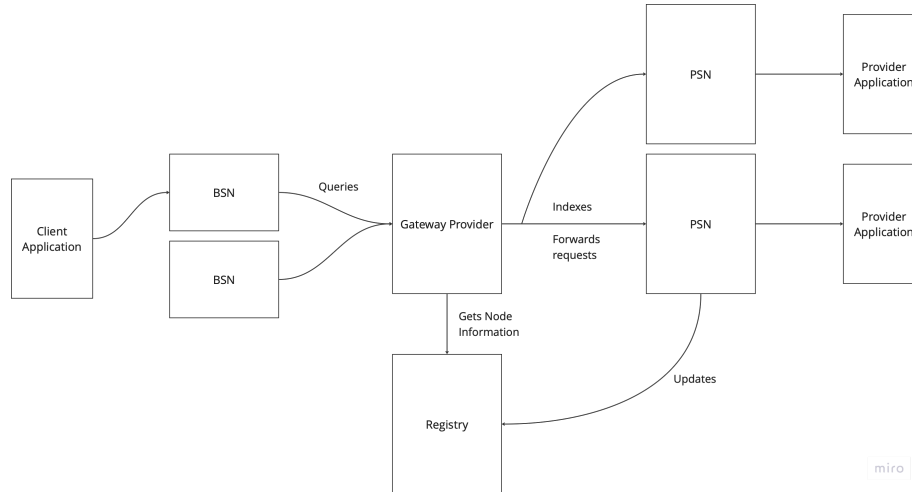 PSN
Provider
Application
BSN
Queries
Client
Application
BSN
Gateway Provider
Indexes
Forwards
requests
PSN
Provider
Application
Gets Node
Information
Registry
Updates
miro